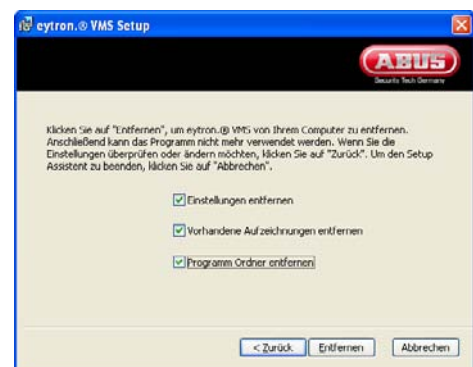 eytron.® VMS Setup
ABUS
Security Tech Germany
Klicken Sie auf "Entfernen", um eytron.® VMS von Ihrem Computer zu entfernen.
Anschließend kann das Programm nicht mehr verwendet werden. Wenn Sie die
Einstellungen überprüfen oder ändern möchten, klicken Sie auf "Zurück". Um den Setup
Assistent zu beenden, klicken Sie auf "Abbrechen".
Einstellungen entfernen
Vorhandene Aufzeichnungen entfernen
Programm Ordner entfernen
< Zurück Entfernen Abbrechen